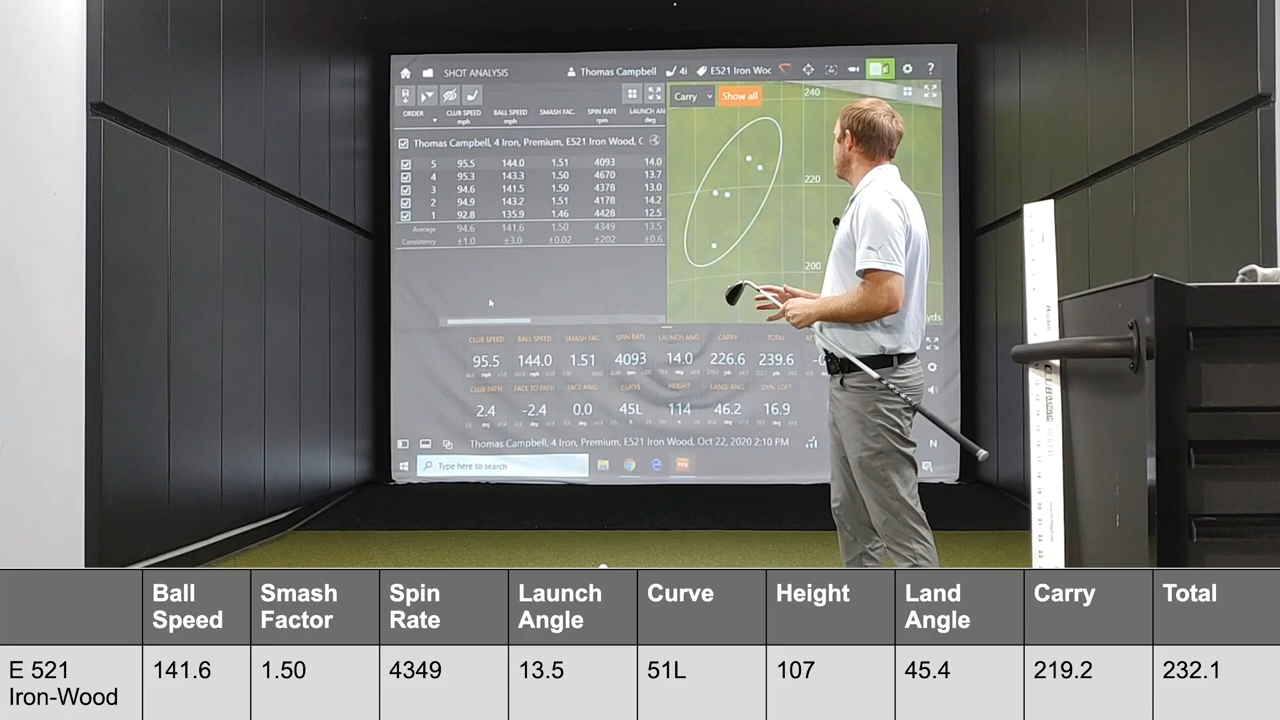 SHOT ANALYSIS
Thomas Campbell
4i
E521 Iron Woc
?
Carry
Show all
240
220
200
yds
ORDER CLUB SPEED BALL SPEED SMASH FAC. SPIN RATE LAUNCH AN
mph mph rpm deg
Thomas Campbell, 4 Iron, Premium, E521 Iron Wood, C
5 95.5 144.0 1.51 4093 14.0
4 95.3 143.3 1.50 4670 13.7
3 94.6 141.5 1.50 4378 13.0
2 94.9 143.2 1.51 4178 14.2
1 92.8 135.9 1.46 4428 12.5
Average 94.6 141.6 1.50 4349 13.5
Consistency ±1.0 ±3.0 ±0.02 ±202 ±0.6
CLUB SPEED BALL SPEED SMASH FAC. SPIN RATE LAUNCH ANG. CARRY TOTAL
95.5 144.0 1.51 4093 14.0 226.6 239.6 -0
CLUB PATH FACE TO PATH FACE ANG. CURVE HEIGHT LAND. ANG. DYN. LOFT
2.4 -2.4 0.0 45L 114 46.2 16.9
Thomas Campbell, 4 Iron, Premium, E521 Iron Wood, Oct 22, 2020 2:10 PM
N
Type here to search
Ball Speed Smash Factor Spin Rate Launch Angle Curve Height Land Angle Carry Total
E 521 Iron-Wood 141.6 1.50 4349 13.5 51L 107 45.4 219.2 232.1